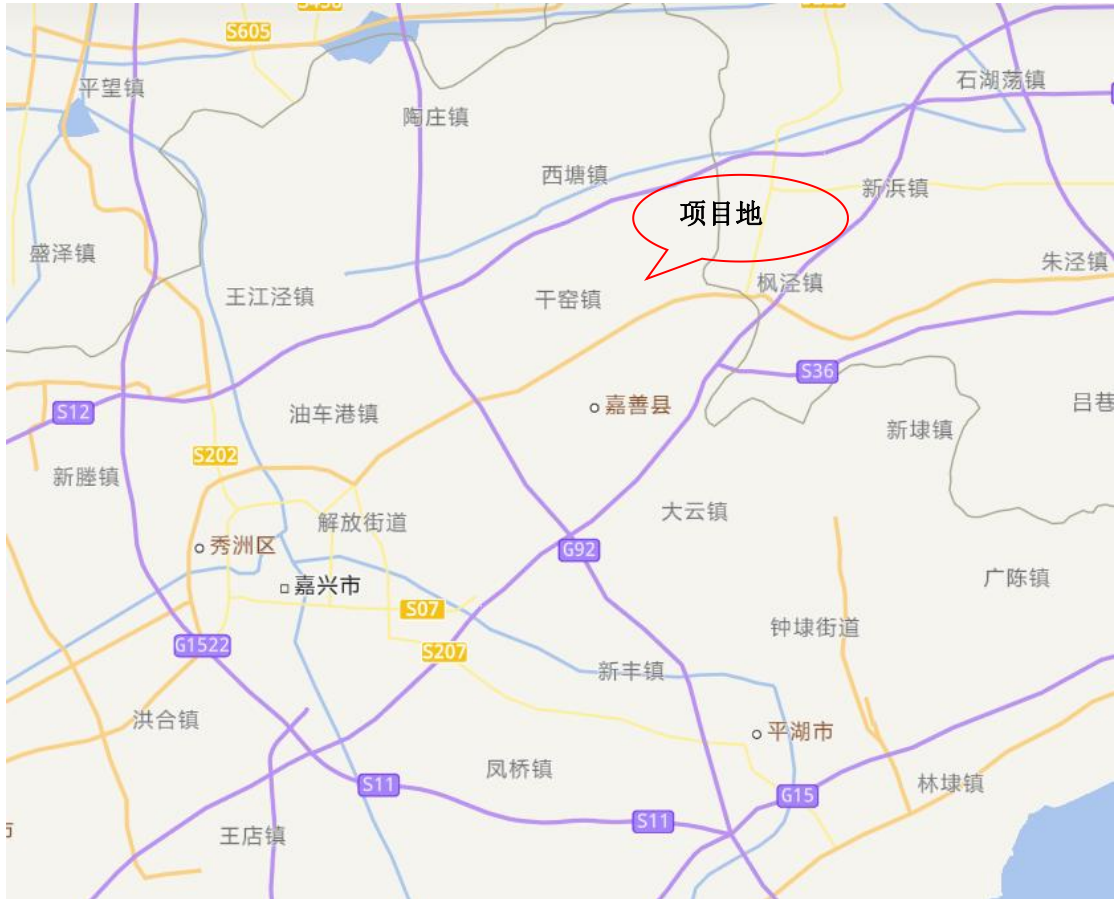 S605
平望镇
陶庄镇
石湖荡镇
西塘镇
新浜镇
项目地
盛泽镇
王江泾镇
干窑镇
枫泾镇
朱泾镇
S36
S12
油车港镇
嘉善县
吕巷
新埭镇
S202
新塍镇
解放街道
大云镇
秀洲区
G92
嘉兴市
广陈镇
S07
钟埭街道
G1522
S207
新丰镇
洪合镇
平湖市
凤桥镇
S11
G15
林埭镇
S11
王店镇